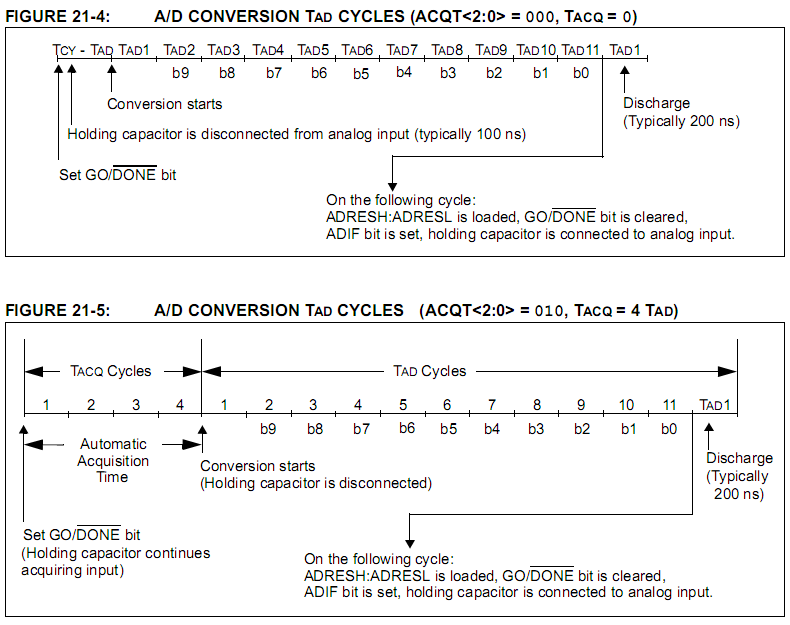 FIGURE 21-4: A/D CONVERSION TAD CYCLES (ACQT<2:0> = 000, TACQ = 0)
TCY - TAD TAD1 TAD2 TAD3 TAD4 TAD5 TAD6 TAD7 TAD8 TAD9 TAD10 TAD11 TAD1
b9 b8 b7 b6 b5 b4 b3 b2 b1 b0
Conversion starts
Discharge
(Typically 200 ns)
Holding capacitor is disconnected from analog input (typically 100 ns)
Set GO/DONE bit
On the following cycle:
ADRESH:ADRESL is loaded, GO/DONE bit is cleared,
ADIF bit is set, holding capacitor is connected to analog input.
FIGURE 21-5: A/D CONVERSION TAD CYCLES (ACQT<2:0> = 010, TACQ = 4 TAD)
TACQ Cycles TAD Cycles
1 2 3 4 1 2 3 4 5 6 7 8 9 10 11 TAD1
b9 b8 b7 b6 b5 b4 b3 b2 b1 b0
Automatic
Acquisition
Time
Conversion starts
(Holding capacitor is disconnected)
Discharge
(Typically
200 ns)
Set GO/DONE bit
(Holding capacitor continues
acquiring input)
On the following cycle:
ADRESH:ADRESL is loaded, GO/DONE bit is cleared,
ADIF bit is set, holding capacitor is connected to analog input.